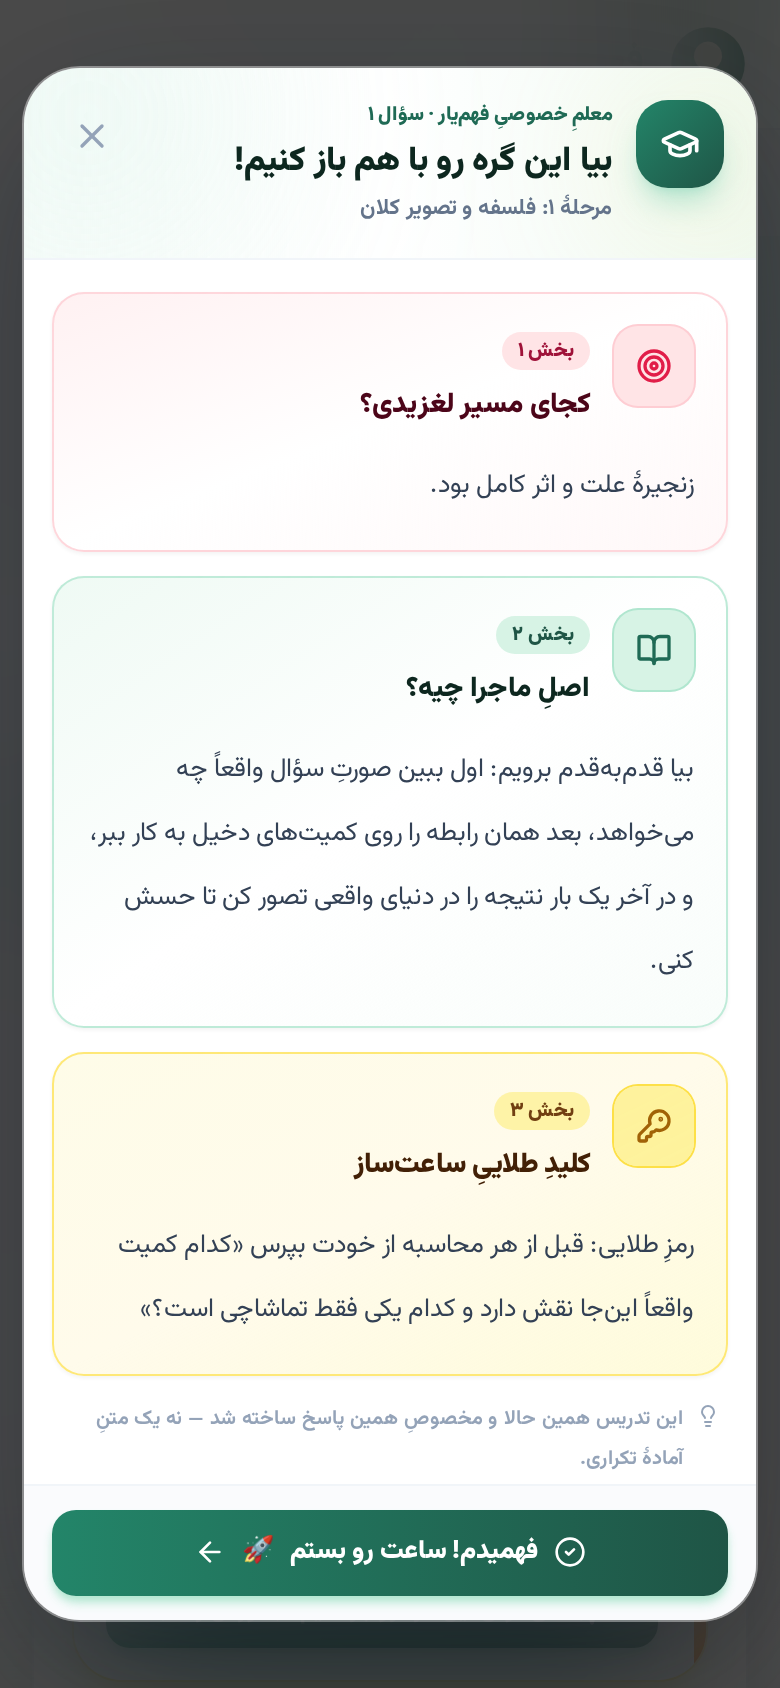 معلمِ خصوصیِ فهم‌یار · سؤال ۱
بیا این گره رو با هم باز کنیم!
مرحلهٔ ۱: فلسفه و تصویر کلان
بخش ۱
کجای مسیر لغزیدی؟
زنجیرهٔ علت و اثر کامل بود.
بخش ۲
اصلِ ماجرا چیه؟
بیا قدم‌به‌قدم برویم: اول ببین صورتِ سؤال واقعاً چه
می‌خواهد، بعد همان رابطه را روی کمیت‌های دخیل به کار ببر،
و در آخر یک بار نتیجه را در دنیای واقعی تصور کن تا حسش
کنی.
بخش ۳
کلیدِ طلاییِ ساعت‌ساز
رمزِ طلایی: قبل از هر محاسبه از خودت بپرس «کدام کمیت
واقعاً این‌جا نقش دارد و کدام یکی فقط تماشاچی است؟»
این تدریس همین حالا و مخصوصِ همین پاسخ ساخته شد — نه یک متنِ
آمادهٔ تکراری.
فهمیدم! ساعت رو بستم 🚀